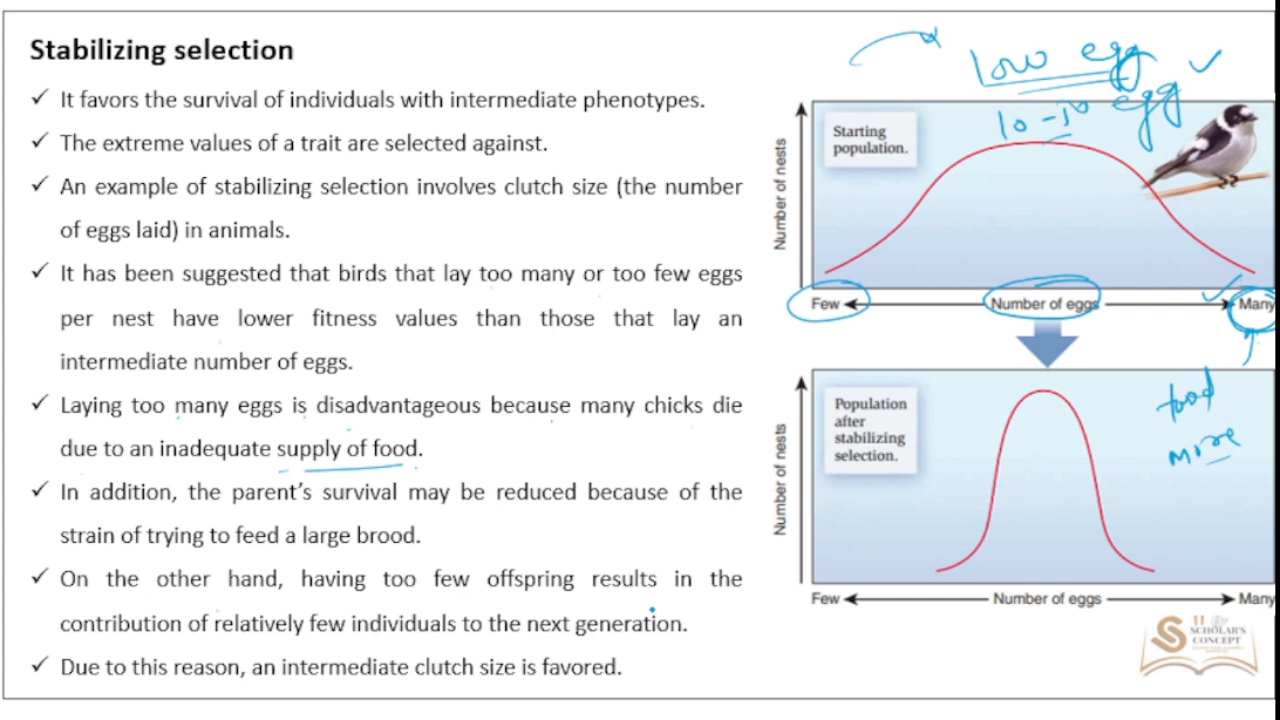 Stabilizing selection
✓ It favors the survival of individuals with intermediate phenotypes.
✓ The extreme values of a trait are selected against.
✓ An example of stabilizing selection involves clutch size (the number
of eggs laid) in animals.
✓ It has been suggested that birds that lay too many or too few eggs
per nest have lower fitness values than those that lay an
intermediate number of eggs.
✓ Laying too many eggs is disadvantageous because many chicks die
due to an inadequate supply of food.
✓ In addition, the parent's survival may be reduced because of the
strain of trying to feed a large brood.
✓ On the other hand, having too few offspring results in the
contribution of relatively few individuals to the next generation.
✓ Due to this reason, an intermediate clutch size is favored.
Low egg
egg
Starting
population.
Number of nests
Few
Number of eggs
Many
food
more
Population
after
stabilizing
selection.
Number of nests
Few
Number of eggs
Many
SCHOLAR'S
CONCEPT